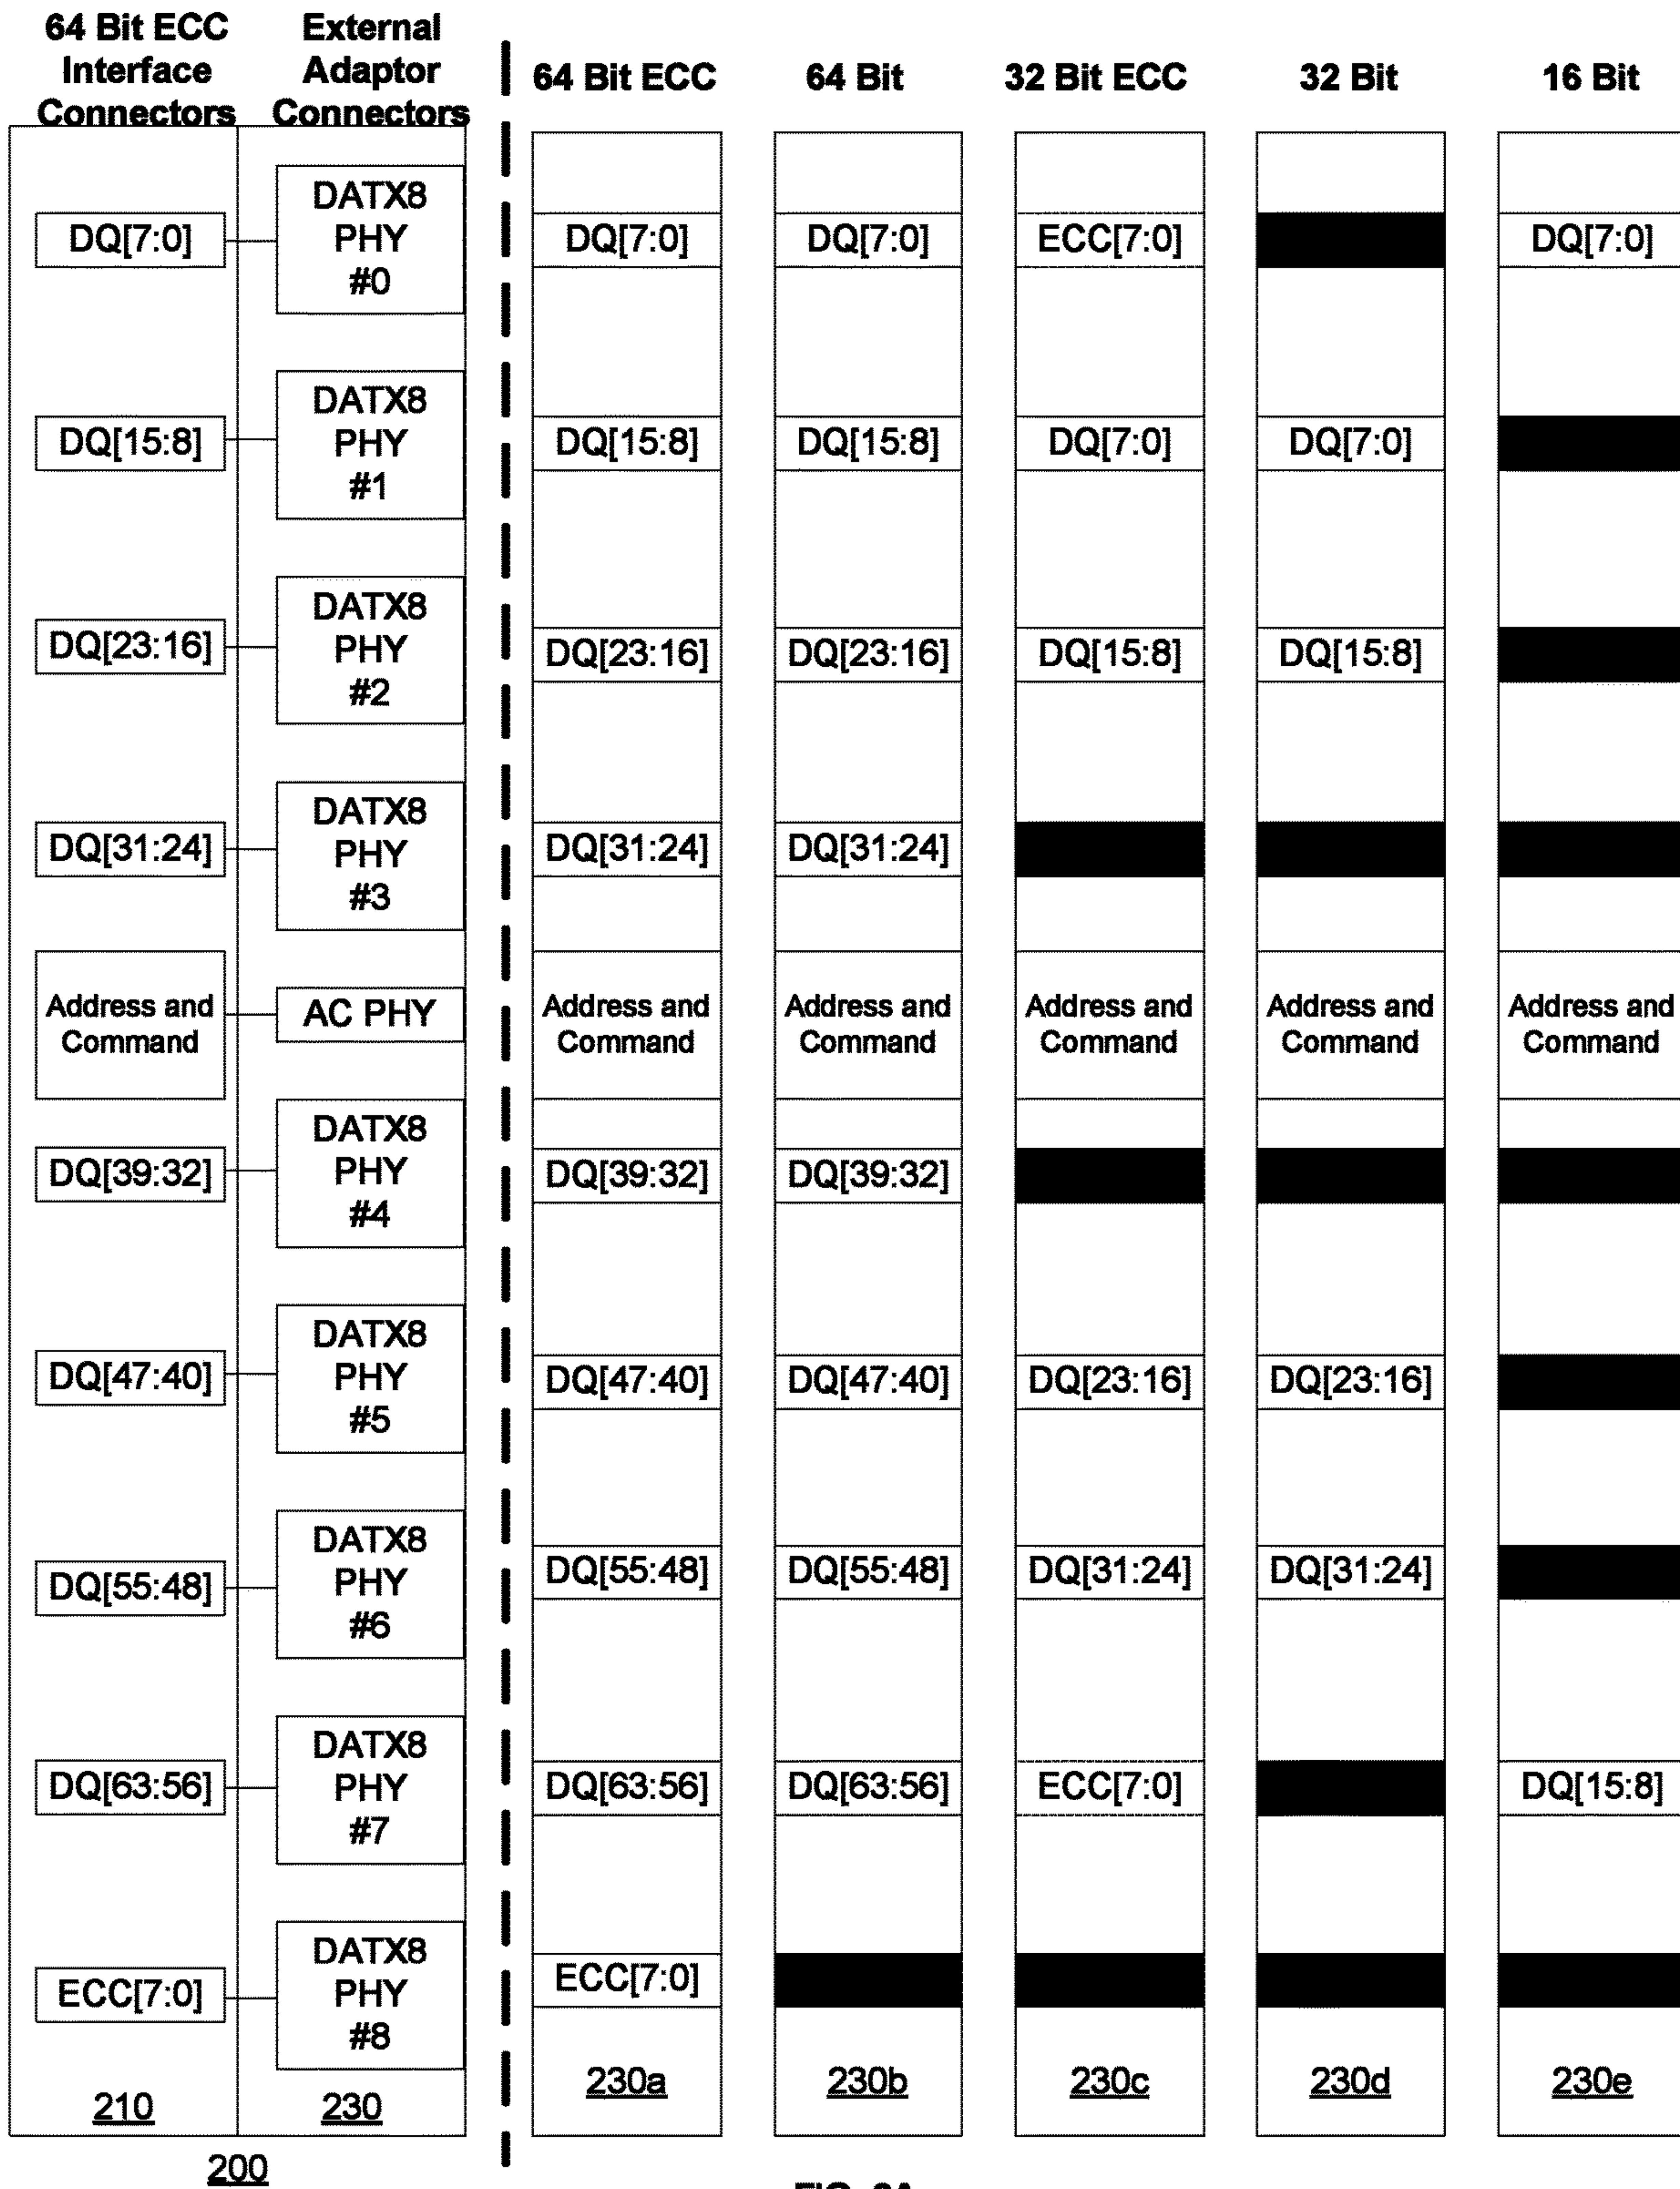 64 Bit ECC Interface Connectors
External Adaptor Connectors
64 Bit ECC
64 Bit
32 Bit ECC
32 Bit
16 Bit
DQ[7:0]
DATX8
PHY
#0
DQ[7:0]
DQ[7:0]
ECC[7:0]
DQ[7:0]
DQ[15:8]
DATX8
PHY
#1
DQ[15:8]
DQ[15:8]
DQ[7:0]
DQ[7:0]
DQ[23:16]
DATX8
PHY
#2
DQ[23:16]
DQ[23:16]
DQ[15:8]
DQ[15:8]
DQ[31:24]
DATX8
PHY
#3
DQ[31:24]
DQ[31:24]
Address and
Command
AC PHY
Address and
Command
Address and
Command
Address and
Command
Address and
Command
Address and
Command
DQ[39:32]
DATX8
PHY
#4
DQ[39:32]
DQ[39:32]
DQ[47:40]
DATX8
PHY
#5
DQ[47:40]
DQ[47:40]
DQ[23:16]
DQ[23:16]
DQ[55:48]
DATX8
PHY
#6
DQ[55:48]
DQ[55:48]
DQ[31:24]
DQ[31:24]
DQ[63:56]
DATX8
PHY
#7
DQ[63:56]
DQ[63:56]
ECC[7:0]
DQ[15:8]
ECC[7:0]
DATX8
PHY
#8
ECC[7:0]
210
230
230a
230b
230c
230d
230e
200